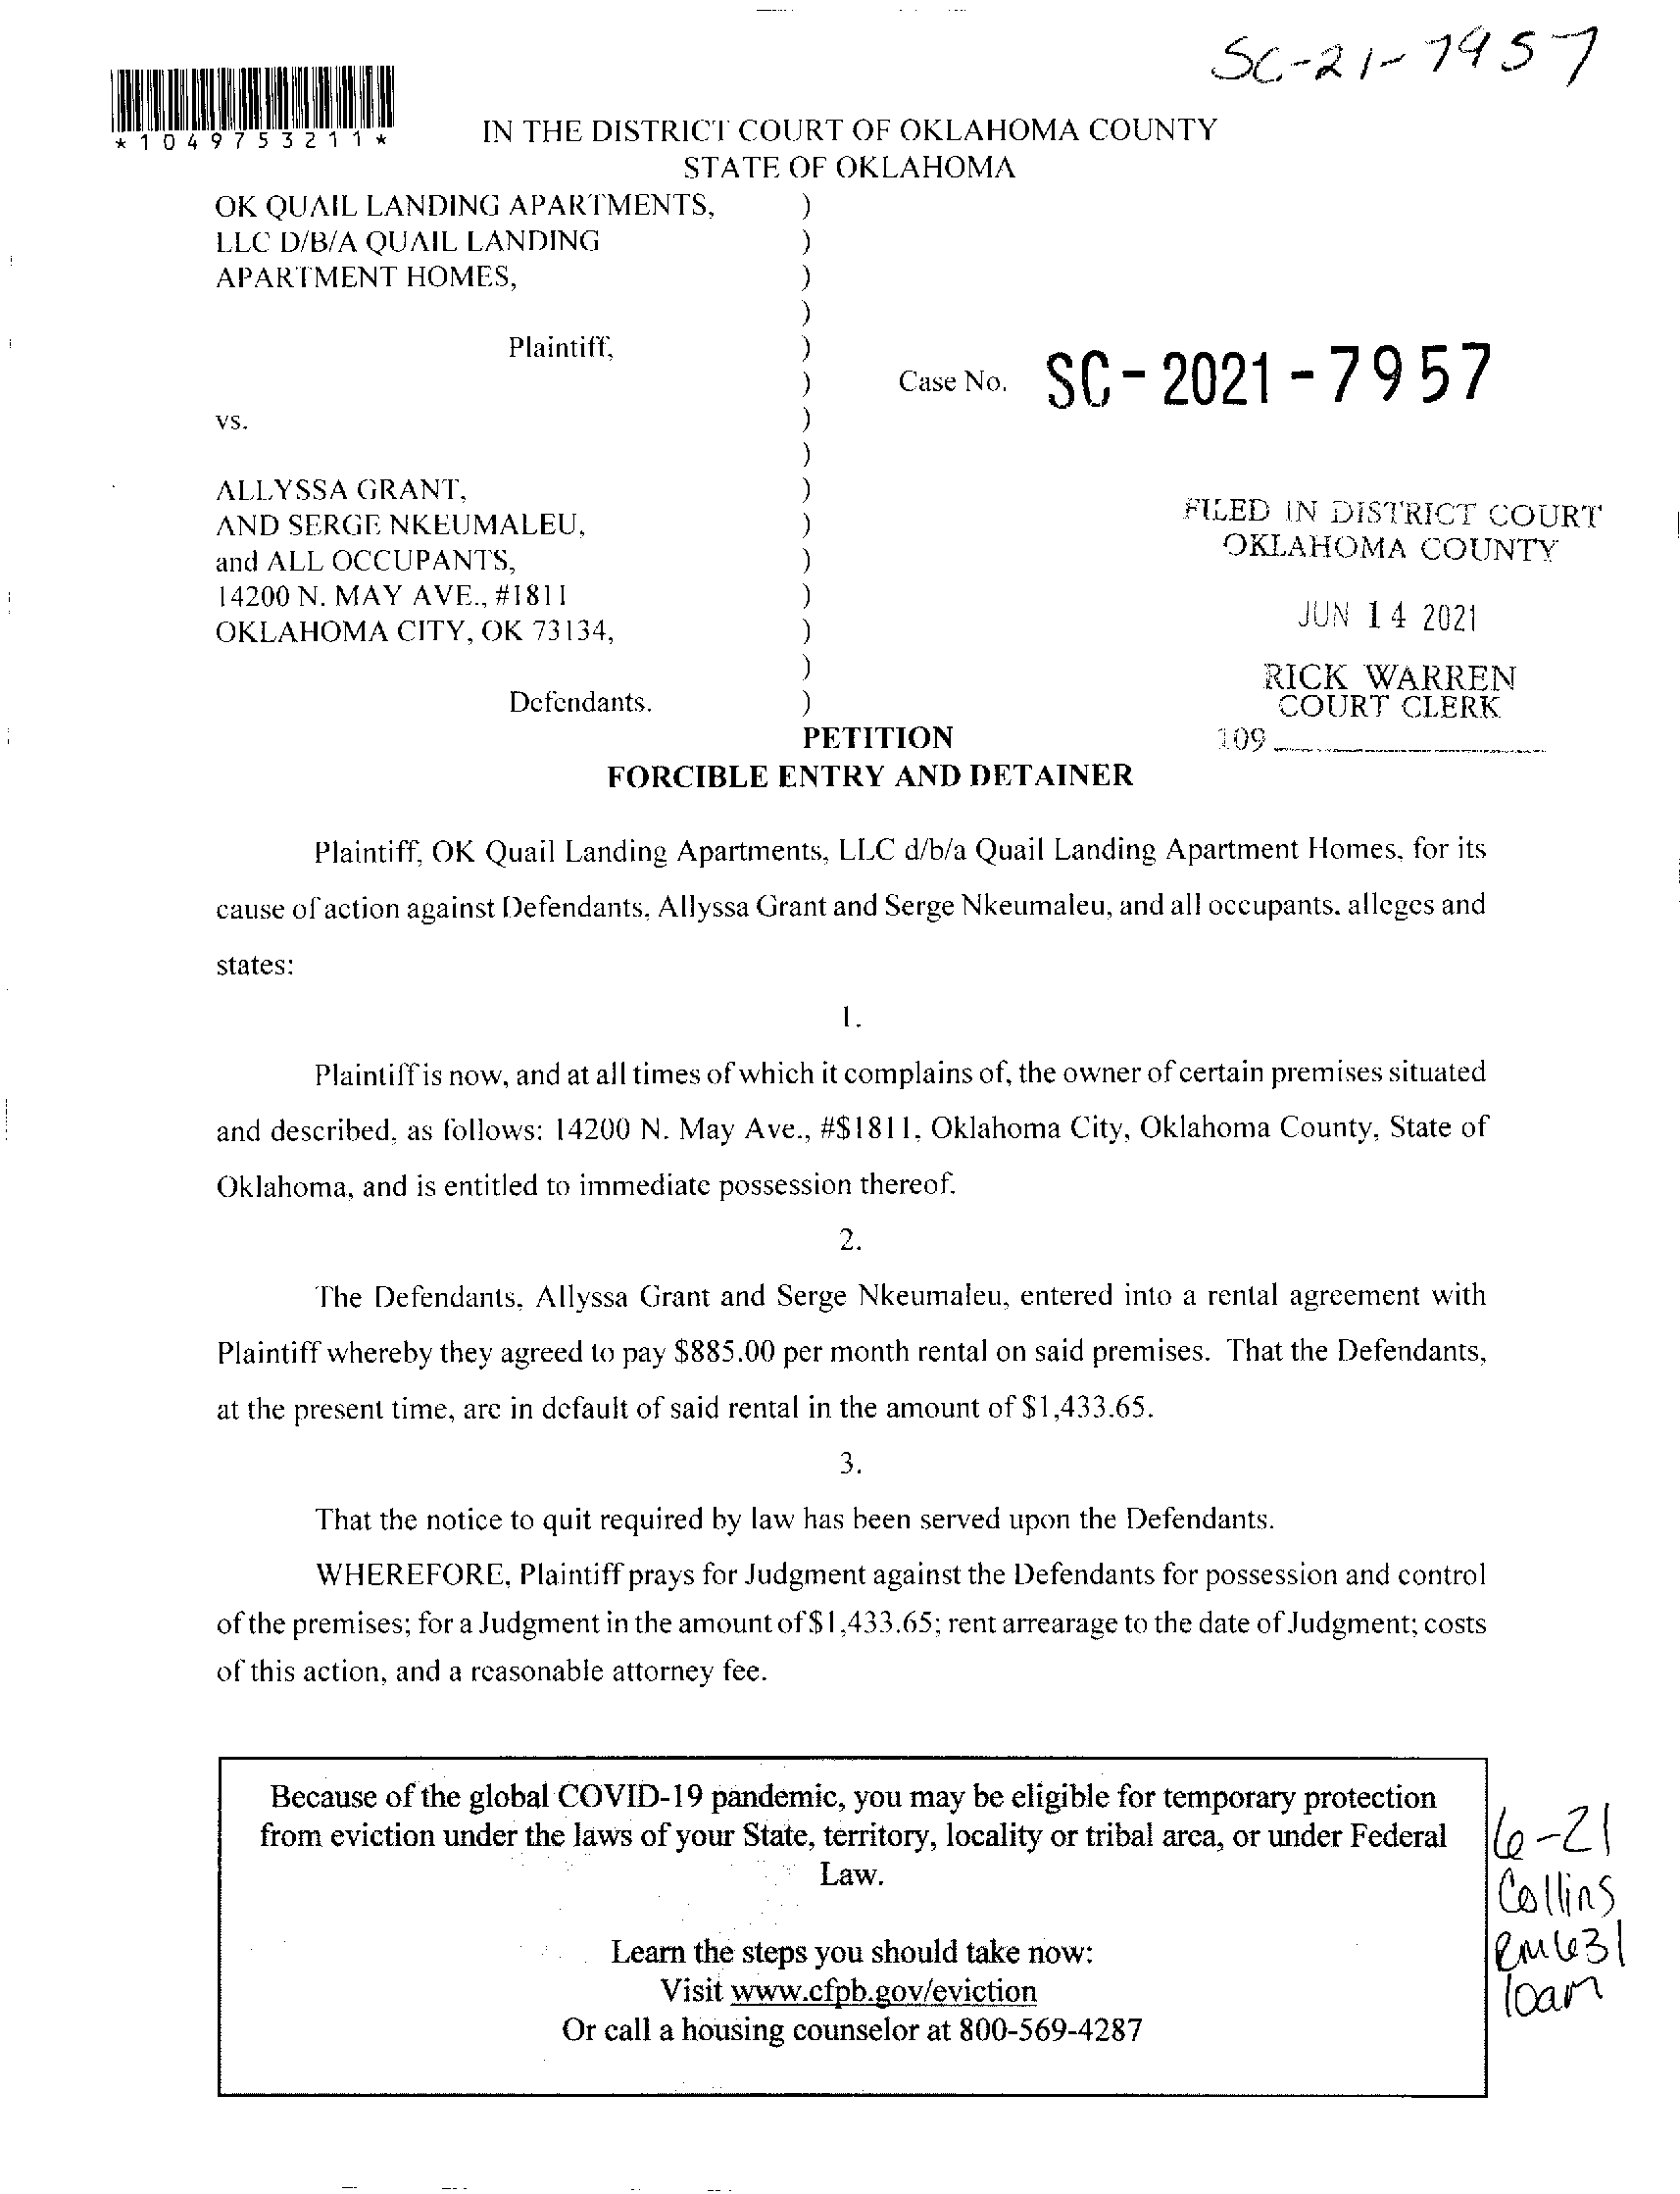 SC-21-7957
*1049753211*
IN THE DISTRICT COURT OF OKLAHOMA COUNTY
STATE OF OKLAHOMA
OK QUAIL LANDING APARTMENTS, )
LLC D/B/A QUAIL LANDING )
APARTMENT HOMES, )
)
Plaintiff, )
) Case No. SC-2021-7957
vs. )
)
ALLYSSA GRANT, )
AND SERGE NKEUMALEU, )
and ALL OCCUPANTS, )
14200 N. MAY AVE., #1811 )
OKLAHOMA CITY, OK 73134, )
)
Defendants. )
FILED IN DISTRICT COURT
OKLAHOMA COUNTY
JUN 14 2021
RICK WARREN
COURT CLERK
109
PETITION
FORCIBLE ENTRY AND DETAINER
Plaintiff, OK Quail Landing Apartments, LLC d/b/a Quail Landing Apartment Homes, for its
cause of action against Defendants, Allyssa Grant and Serge Nkeumaleu, and all occupants. alleges and
states:
1.
Plaintiff is now, and at all times of which it complains of, the owner of certain premises situated
and described, as follows: 14200 N. May Ave., #$1811, Oklahoma City, Oklahoma County, State of
Oklahoma, and is entitled to immediate possession thereof.
2.
The Defendants, Allyssa Grant and Serge Nkeumaleu, entered into a rental agreement with
Plaintiff whereby they agreed to pay $885.00 per month rental on said premises. That the Defendants,
at the present time, are in default of said rental in the amount of $1,433.65.
3.
That the notice to quit required by law has been served upon the Defendants.
WHEREFORE, Plaintiff prays for Judgment against the Defendants for possession and control
of the premises; for a Judgment in the amount of $1,433.65; rent arrearage to the date of Judgment; costs
of this action, and a reasonable attorney fee.
Because of the global COVID-19 pandemic, you may be eligible for temporary protection
from eviction under the laws of your State, territory, locality or tribal area, or under Federal
Law.
Learn the steps you should take now:
Visit www.cfpb.gov/eviction
Or call a housing counselor at 800-569-4287
6-21
Collins
Rm631
10am